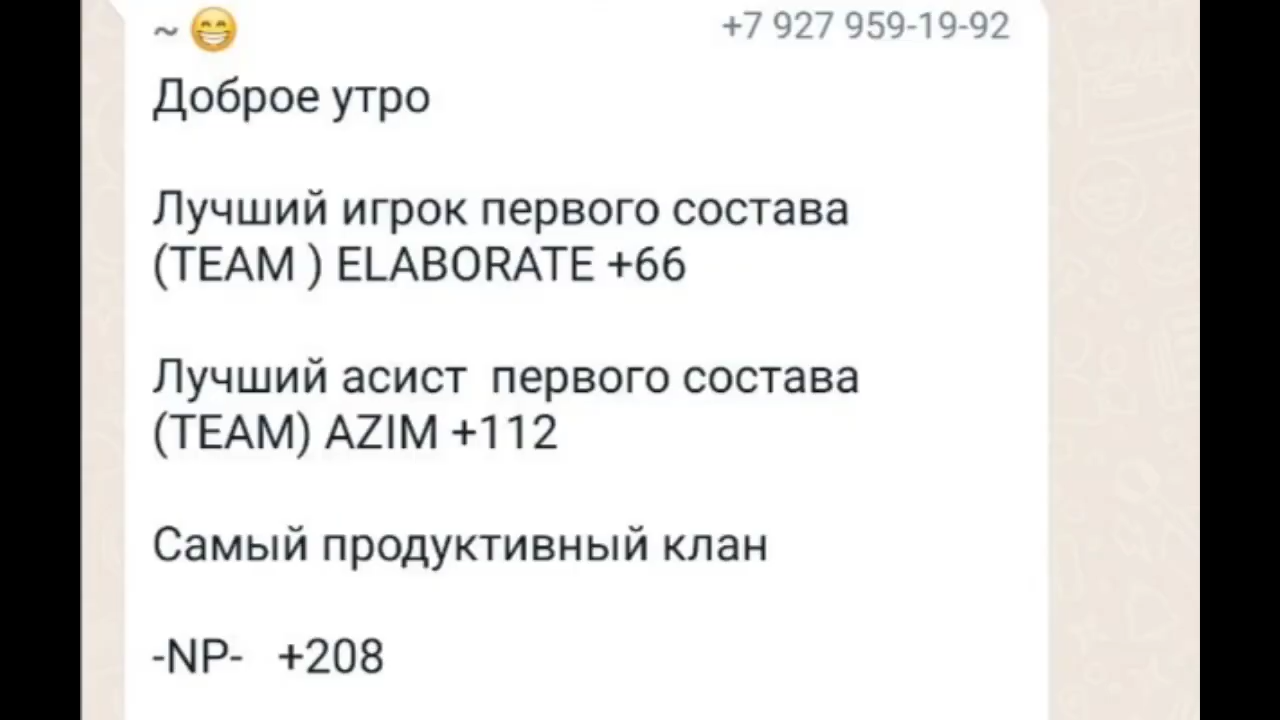 ~ 😁 +7 927 959-19-92
Доброе утро
Лучший игрок первого состава
(TEAM ) ELABORATE +66
Лучший асист  первого состава
(TEAM) AZIM +112
Самый продуктивный клан
-NP-   +208